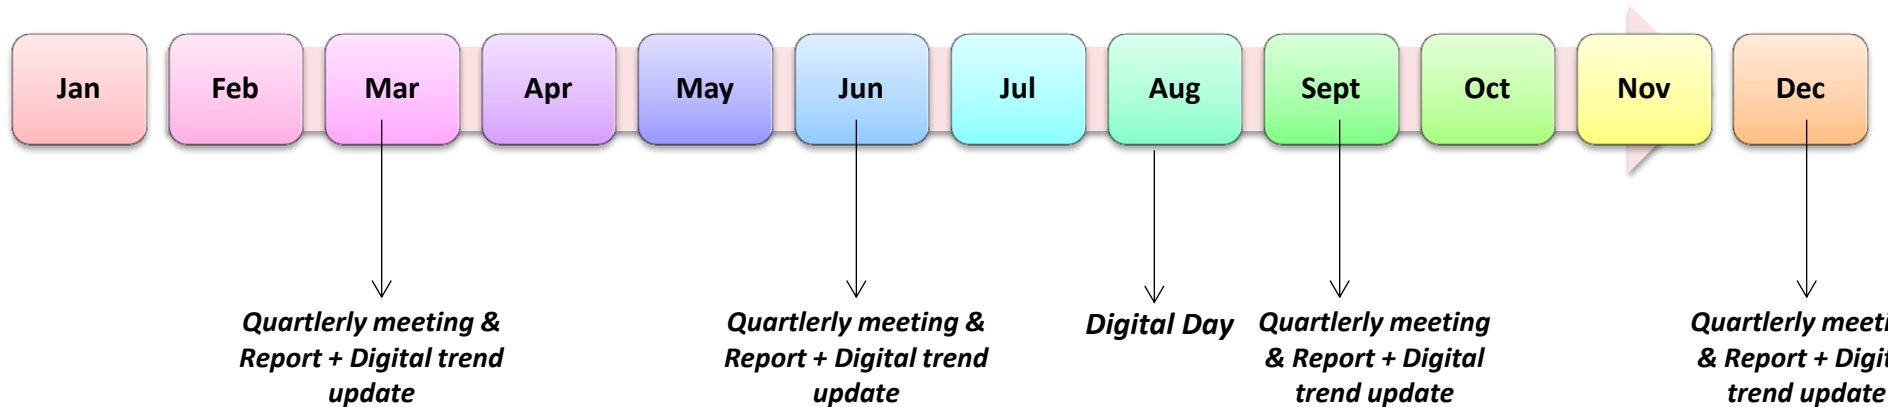 Jan
Feb
Mar
Apr
May
Jun
Jul
Aug
Sept
Oct
Nov
Dec
Quartlerly meeting &
Report + Digital trend
update
Quartlerly meeting &
Report + Digital trend
update
Digital Day
Quartlerly meeting
& Report + Digital
trend update
Quartlerly
& Report +
trend update